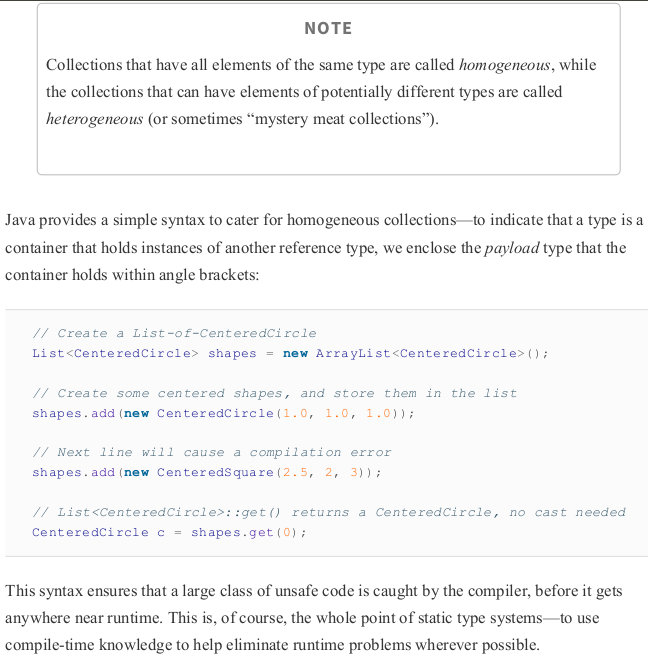 NOTE
Collections that have all elements of the same type are called homogeneous, while
the collections that can have elements of potentially different types are called
heterogeneous (or sometimes “mystery meat collections”).
Java provides a simple syntax to cater for homogeneous collections—to indicate that a type is a
container that holds instances of another reference type, we enclose the payload type that the
container holds within angle brackets:
// Create a List-of-CenteredCircle
List<CenteredCircle> shapes = new ArrayList<CenteredCircle>();
// Create some centered shapes, and store them in the list
shapes.add(new CenteredCircle(1.0, 1.0, 1.0));
// Next line will cause a compilation error
shapes.add(new CenteredSquare(2.5, 2, 3));
// List<CenteredCircle>::get() returns a CenteredCircle, no cast needed
CenteredCircle c = shapes.get(0);
This syntax ensures that a large class of unsafe code is caught by the compiler, before it gets
anywhere near runtime. This is, of course, the whole point of static type systems—to use
compile-time knowledge to help eliminate runtime problems wherever possible.